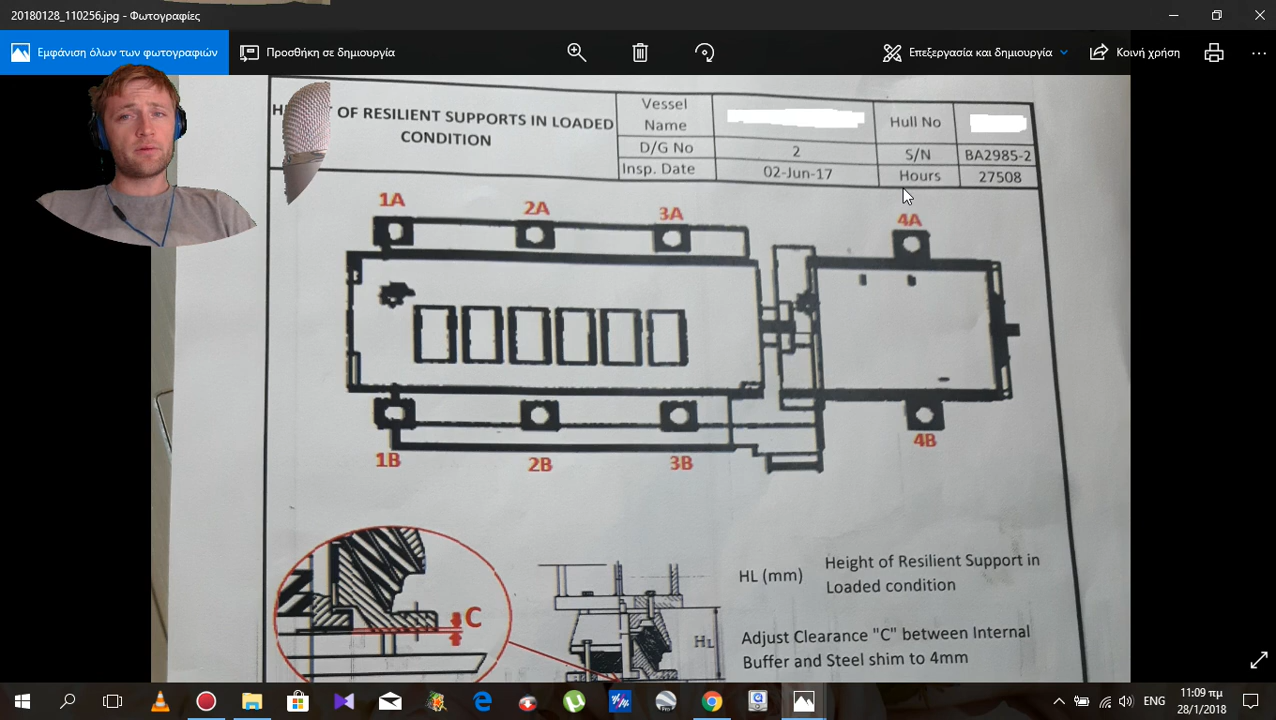 20180128_110256.jpg - Φωτογραφίες
Εμφάνιση όλων των φωτογραφιών
Προσθήκη σε δημιουργία
Επεξεργασία και δημιουργία
Κοινή χρήση
OF RESILIENT SUPPORTS IN LOADED
CONDITION
Vessel
Name
Hull No
D/G No
2
S/N
BA2985-2
Insp. Date
02-Jun-17
Hours
27508
1A
2A
3A
4A
1B
2B
3B
4B
C
HL
HL (mm)
Height of Resilient Support in
Loaded condition
Adjust Clearance "C" between Internal
Buffer and Steel shim to 4mm
ΕΝΓ
11:09 πμ
28/1/2018